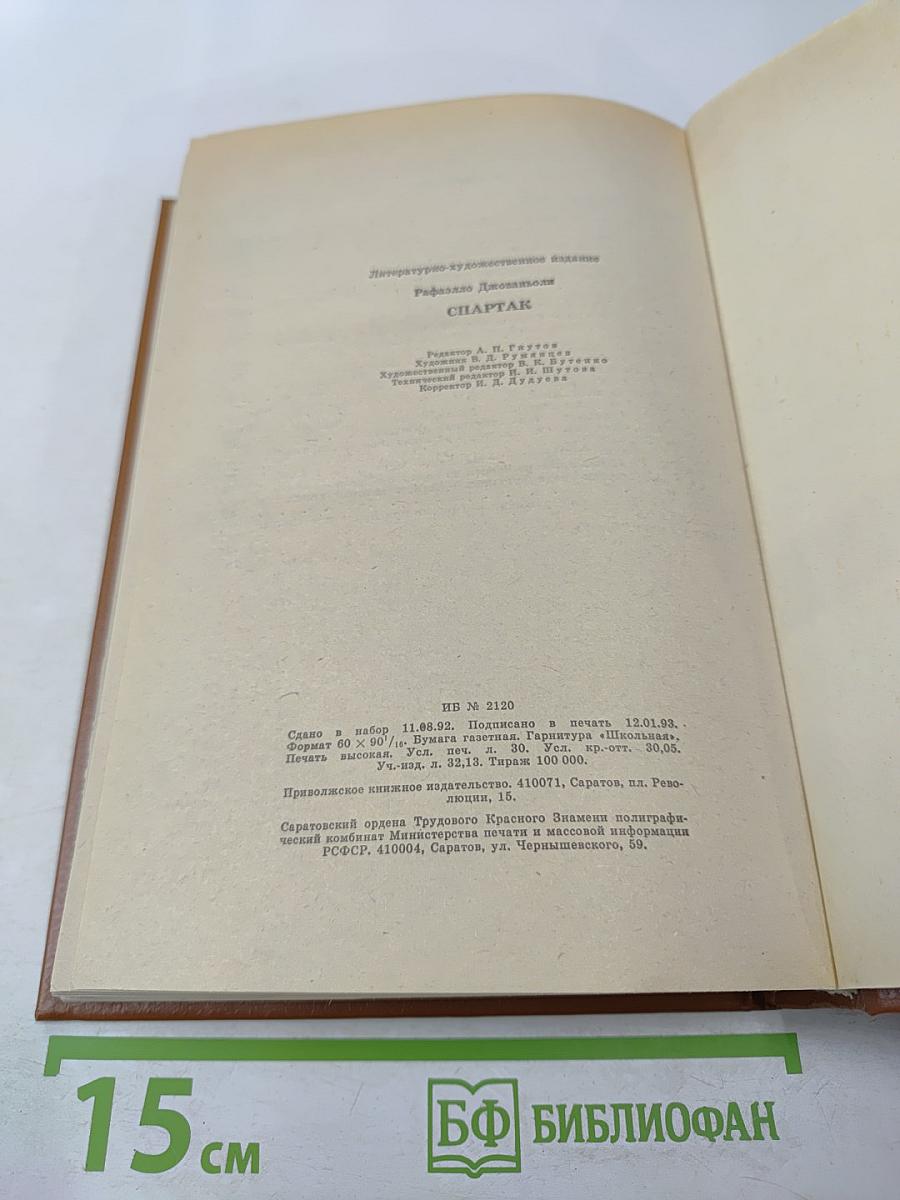 Литературно-художественное издание
Рафаэлло Джованьоли
СПАРТАК
Редактор А. П. Гнутов
Художник В. Д. Румянцев
Художественный редактор В. К. Бутенко
Технический редактор И. И. Шутова
Корректор И. Д. Дудуева
ИБ № 2120
Сдано в набор 11.08.92. Подписано в печать 12.01.93.
Формат 60 × 90¹/₁₆. Бумага газетная. Гарнитура «Школьная».
Печать высокая. Усл. печ. л. 30. Усл. кр.-отт. 30,05.
Уч.-изд. л. 32,13. Тираж 100 000.
Приволжское книжное издательство. 410071, Саратов, пл. Рево-
люции, 15.
Саратовский ордена Трудового Красного Знамени полиграфи-
ческий комбинат Министерства печати и массовой информации
РСФСР. 410004, Саратов, ул. Чернышевского, 59.
15 см
БФ БИБЛИОФАН